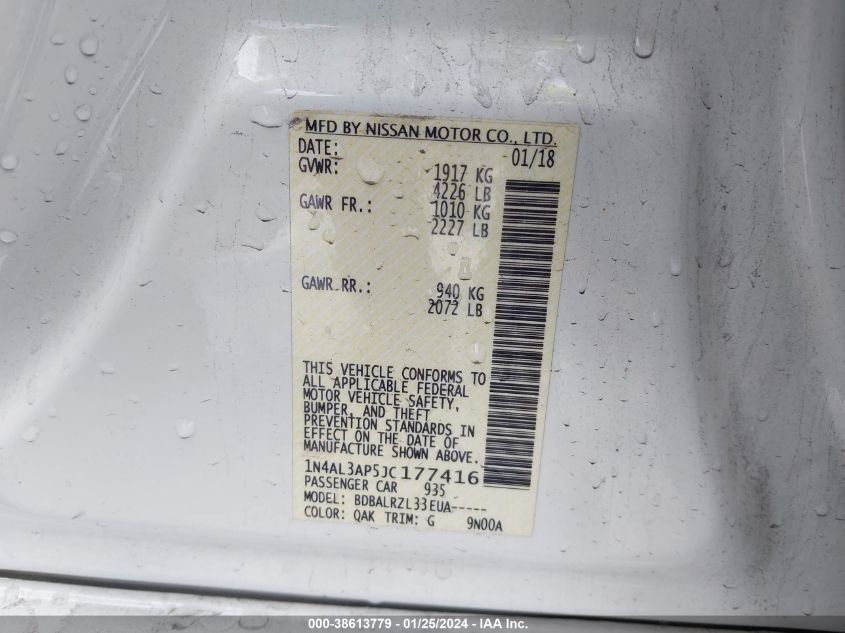 MFD BY NISSAN MOTOR CO., LTD.
DATE: 01/18
GVWR: 1917 KG
4226 LB
GAWR FR.: 1010 KG
2227 LB
GAWR RR.: 940 KG
2072 LB
THIS VEHICLE CONFORMS TO
ALL APPLICABLE FEDERAL
MOTOR VEHICLE SAFETY,
BUMPER, AND THEFT
PREVENTION STANDARDS IN
EFFECT ON THE DATE OF
MANUFACTURE SHOWN ABOVE.
1N4AL3AP5JC177416
PASSENGER CAR 935
MODEL: BDBALRZL33EUA-----
COLOR: QAK TRIM: G 9N00A
000-38613779 - 01/25/2024 - IAA Inc.